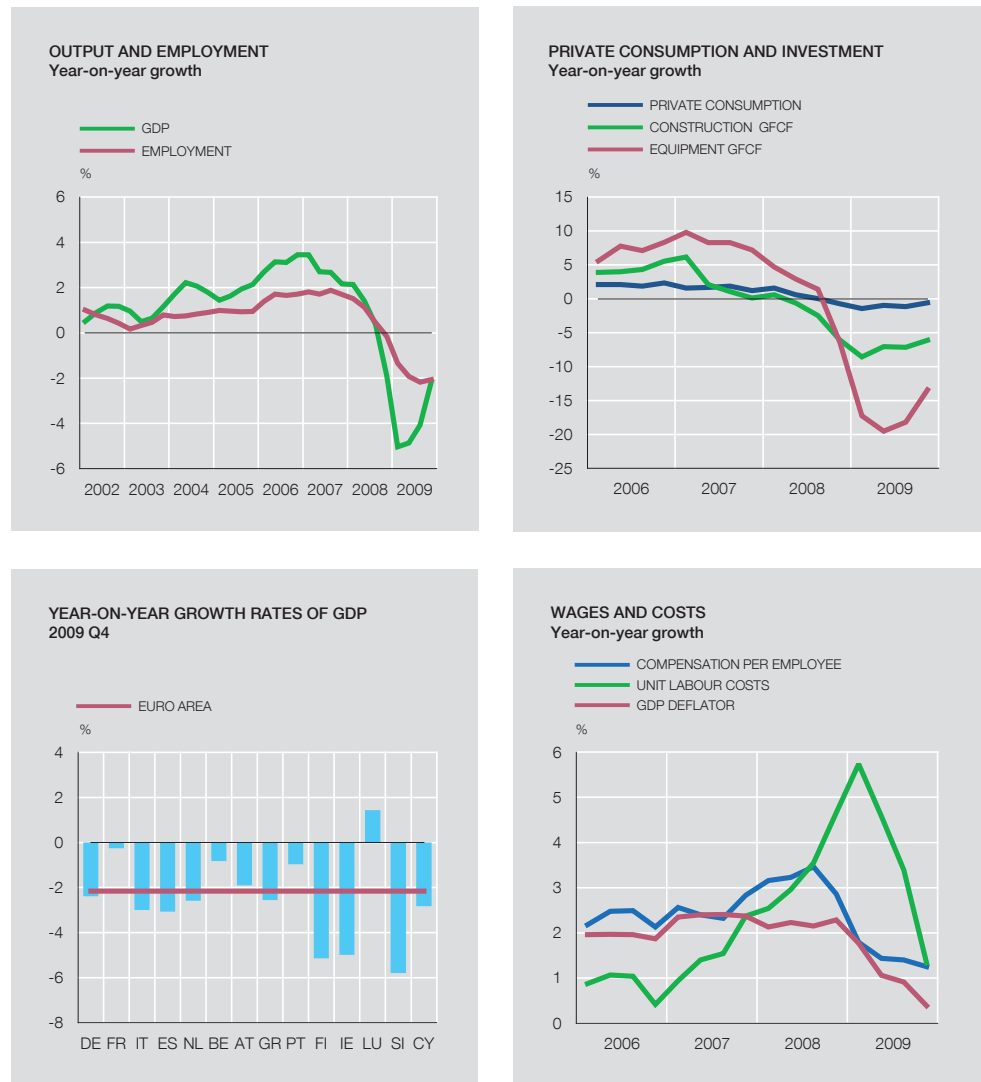 OUTPUT AND EMPLOYMENT
Year-on-year growth
GDP
EMPLOYMENT
%
6
4
2
0
-2
-4
-6
2002 2003 2004 2005 2006 2007 2008 2009
PRIVATE CONSUMPTION AND INVESTMENT
Year-on-year growth
PRIVATE CONSUMPTION
CONSTRUCTION GFCF
EQUIPMENT GFCF
%
15
10
5
0
-5
-10
-15
-20
-25
2006 2007 2008 2009
YEAR-ON-YEAR GROWTH RATES OF GDP
2009 Q4
EURO AREA
%
4
2
0
-2
-4
-6
-8
DE FR IT ES NL BE AT GR PT FI IE LU SI CY
WAGES AND COSTS
Year-on-year growth
COMPENSATION PER EMPLOYEE
UNIT LABOUR COSTS
GDP DEFLATOR
%
6
5
4
3
2
1
0
2006 2007 2008 2009